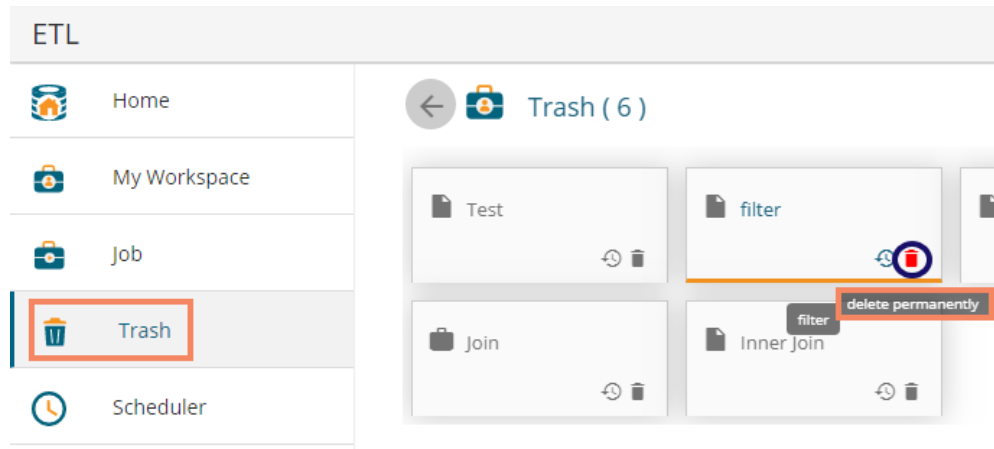 ETL
Home
My Workspace
Job
Trash
Scheduler
Trash ( 6 )
Test
filter
delete permanently
filter
Join
Inner Join